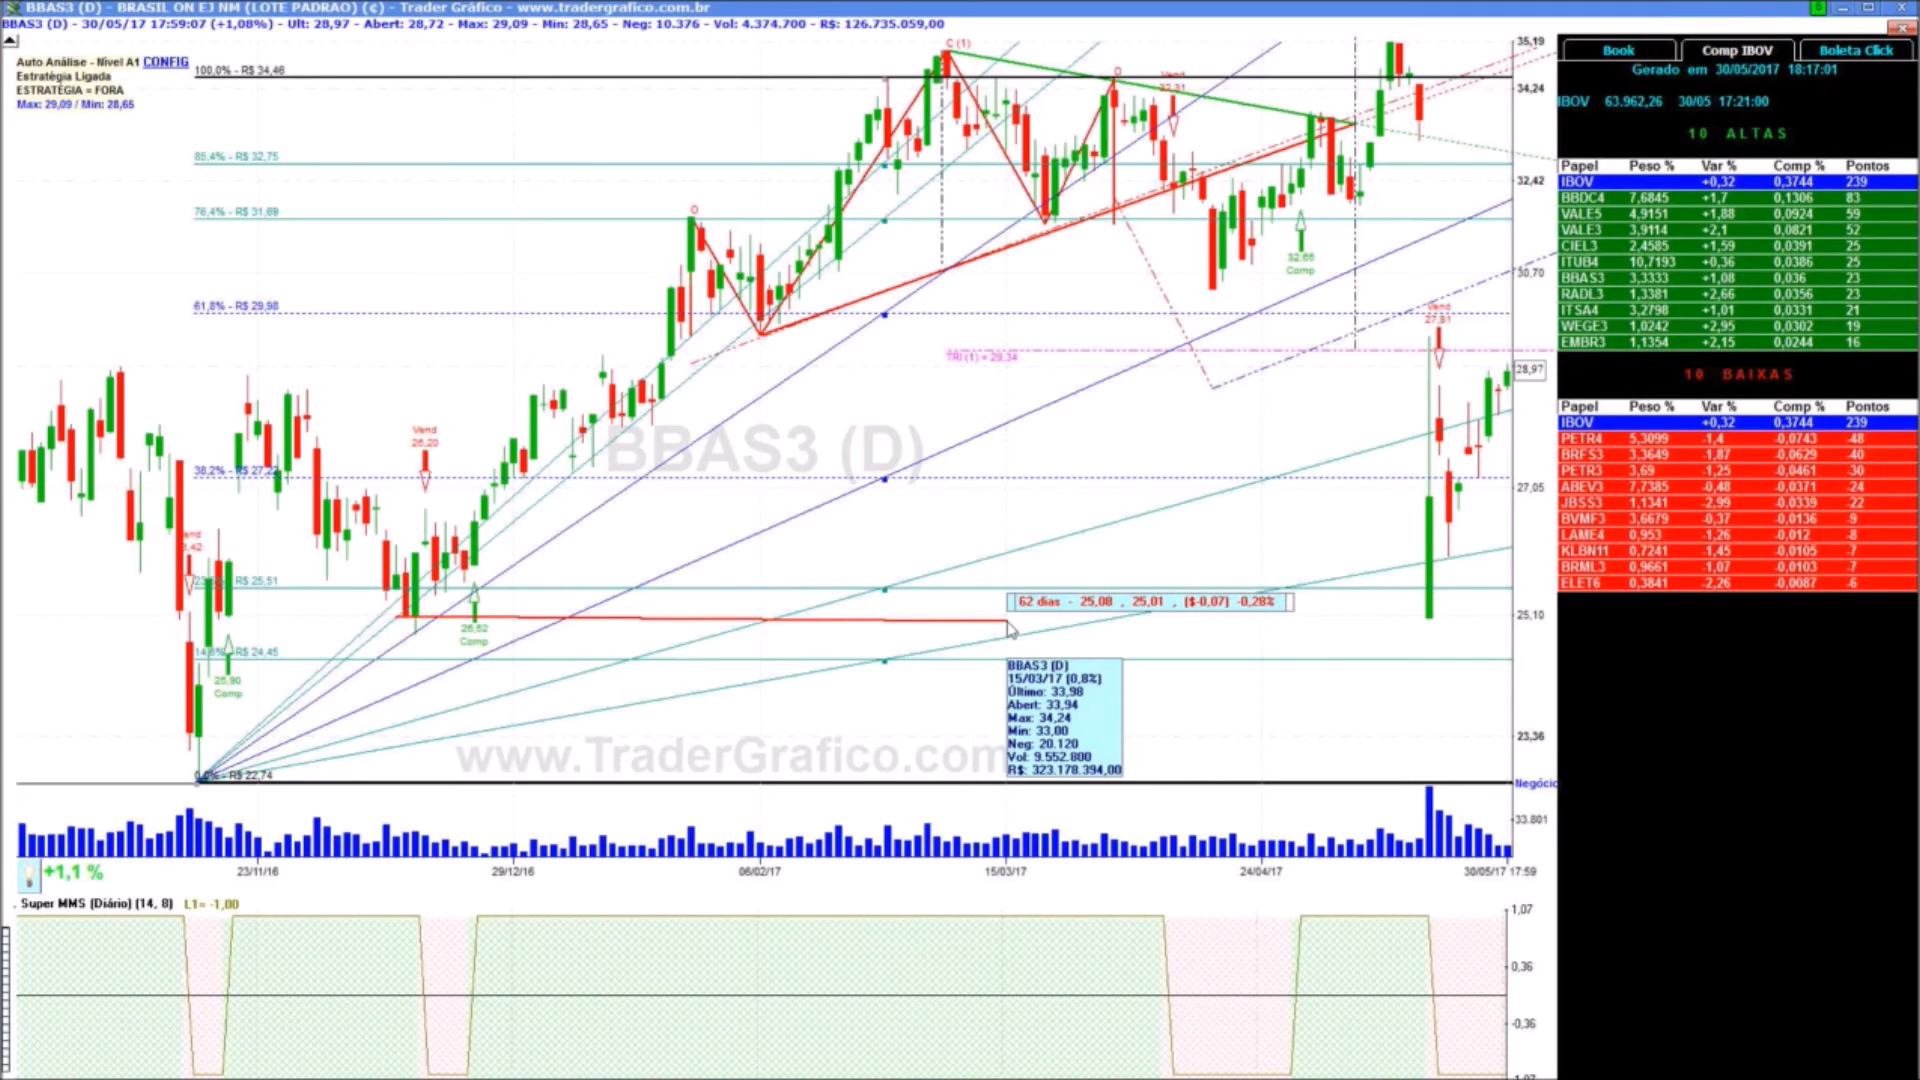 BBAS3 (D) - BRASIL ON EJ NM (LOTE PADRAO) (c) - Trader Gráfico - www.tradergrafico.com.br
BBAS3 (D) - 30/05/17 17:59:07 (+1,08%) - Ult: 28,97 - Abert: 28,72 - Max: 29,09 - Min: 28,65 - Neg: 10.376 - Vol: 4.374.700 - R$: 126.735.059,00
Auto Análise - Nível A1 CONFIG
Estratégia Ligada
ESTRATÉGIA = FORA
Max: 29,09 / Min: 28,65
100,0% - R$ 34,46
85,4% - R$ 32,75
76,4% - R$ 31,69
61,8% - R$ 29,98
38,2% - R$ 27,22
R$ 25,51
R$ 24,45
R$ 22,74
C (1)
O
O
Vend
26,20
26,62
Comp
25,90
Comp
32,65
Comp
Vend
27,91
TRI (1) = 29,34
BBAS3 (D)
www.TraderGrafico.com
62 dias - 25,08 , 25,01 , ($-0,07) -0,28%
BBAS3 (D)
15/03/17 (0,8%)
Último: 33,98
Abert: 33,94
Max: 34,24
Min: 33,00
Neg: 20.120
Vol: 9.552.800
R$: 323.178.394,00
35,19
34,24
32,42
30,70
28,97
27,05
25,10
23,36
Negócio
33.801
+1,1 %
23/11/16
29/12/16
06/02/17
15/03/17
24/04/17
30/05/17 17:59
. Super MMS (Diário) (14, 8) L1= -1,00
1,07
0,36
-0,36
Book
Comp IBOV
Boleta Click
Gerado em 30/05/2017 18:17:01
IBOV 63.962,26 30/05 17:21:00
10 ALTAS
Papel Peso % Var % Comp % Pontos
IBOV +0,32 0,3744 239
BBDC4 7,6845 +1,7 0,1306 83
VALE5 4,9151 +1,88 0,0924 59
VALE3 3,9114 +2,1 0,0821 52
CIEL3 2,4585 +1,59 0,0391 25
ITUB4 10,7193 +0,36 0,0386 25
BBAS3 3,3333 +1,08 0,036 23
RADL3 1,3381 +2,66 0,0356 23
ITSA4 3,2798 +1,01 0,0331 21
WEGE3 1,0242 +2,95 0,0302 19
EMBR3 1,1354 +2,15 0,0244 16
10 BAIXAS
Papel Peso % Var % Comp % Pontos
IBOV +0,32 0,3744 239
PETR4 5,3099 -1,4 -0,0743 -48
BRFS3 3,3649 -1,87 -0,0629 -40
PETR3 3,69 -1,25 -0,0461 -30
ABEV3 7,7385 -0,48 -0,0371 -24
JBSS3 1,1341 -2,99 -0,0339 -22
BVMF3 3,6679 -0,37 -0,0136 -9
LAME4 0,953 -1,26 -0,012 -8
KLBN11 0,7241 -1,45 -0,0105 -7
BRML3 0,9661 -1,07 -0,0103 -7
ELET6 0,3841 -2,26 -0,0087 -6